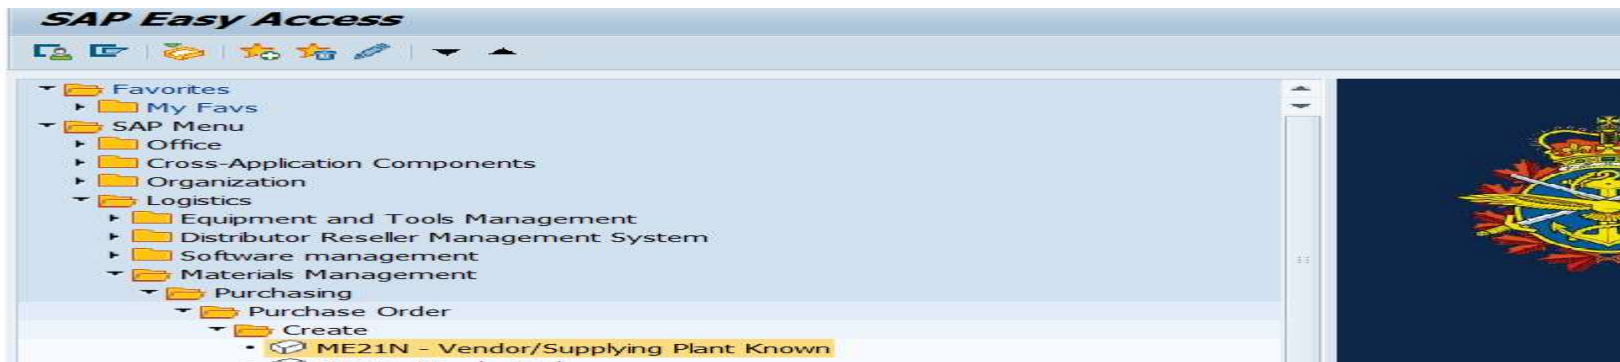 SAP Easy Access
Favorites
My Favs
SAP Menu
Office
Cross-Application Components
Organization
Logistics
Equipment and Tools Management
Distributor Reseller Management System
Software management
Materials Management
Purchasing
Purchase Order
Create
ME21N - Vendor/Supplying Plant Known